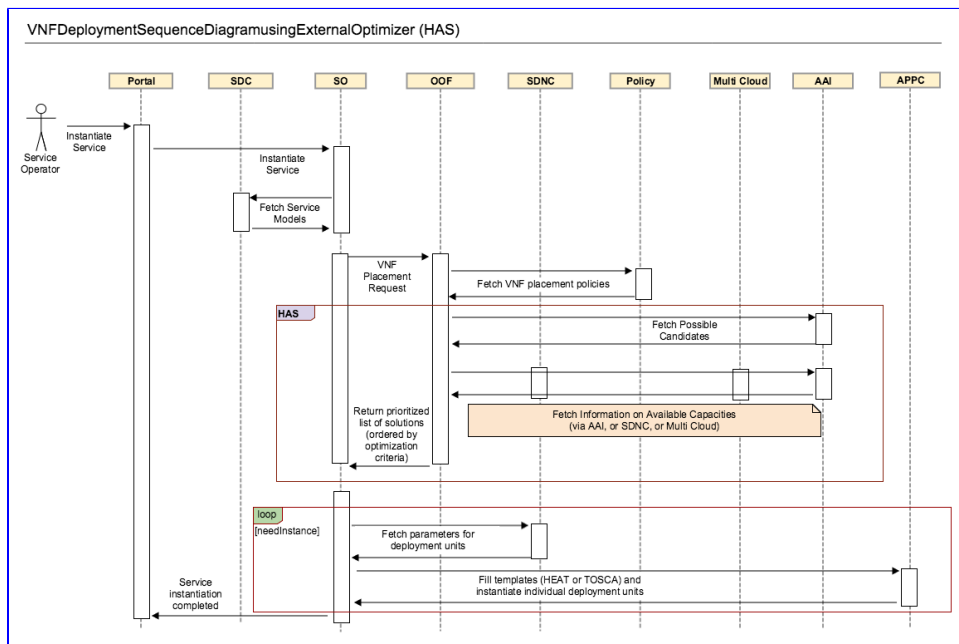 VNFDeploymentSequenceDiagramusingExternalOptimizer (HAS)
Portal
SDC
SO
OOF
SDNC
Policy
Multi Cloud
AAI
APPC
Service
Operator
Instantiate
Service
Instantiate
Service
Fetch Service
Models
VNF
Placement
Request
Fetch VNF placement policies
HAS
Fetch Possible
Candidates
Return prioritized
list of solutions
(ordered by
optimization
criteria)
Fetch Information on Available Capacities
(via AAI, or SDNC, or Multi Cloud)
loop
[needInstance]
Fetch parameters for
deployment units
Fill templates (HEAT or TOSCA) and
instantiate individual deployment units
Service
instantiation
completed